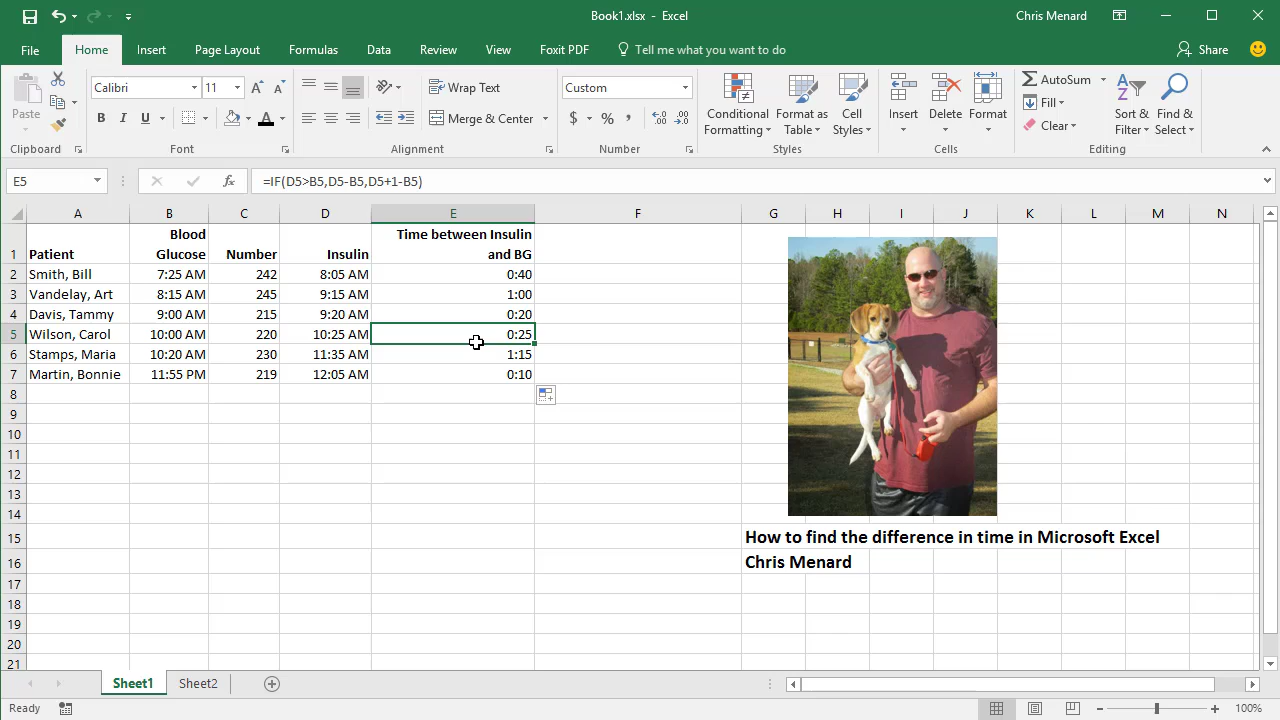 Book1.xlsx - Excel
Chris Menard
File Home Insert Page Layout Formulas Data Review View Foxit PDF Tell me what you want to do Share
Paste
Clipboard
Calibri 11
B I U A
Font
Wrap Text
Merge & Center
Alignment
Custom
$ % ,
Number
Conditional Formatting
Format as Table
Cell Styles
Styles
Insert Delete Format
Cells
AutoSum
Fill
Clear
Sort & Filter
Find & Select
Editing
E5 fx =IF(D5>B5,D5-B5,D5+1-B5)
A B C D E F G H I J K L M N
1 Patient Blood Glucose Number Insulin Time between Insulin and BG
2 Smith, Bill 7:25 AM 242 8:05 AM 0:40
3 Vandelay, Art 8:15 AM 245 9:15 AM 1:00
4 Davis, Tammy 9:00 AM 215 9:20 AM 0:20
5 Wilson, Carol 10:00 AM 220 10:25 AM 0:25
6 Stamps, Maria 10:20 AM 230 11:35 AM 1:15
7 Martin, Bonnie 11:55 PM 219 12:05 AM 0:10
8
9
10
11
12
13
14
15 How to find the difference in time in Microsoft Excel
16 Chris Menard
17
18
19
20
21
Sheet1 Sheet2
Ready
100%